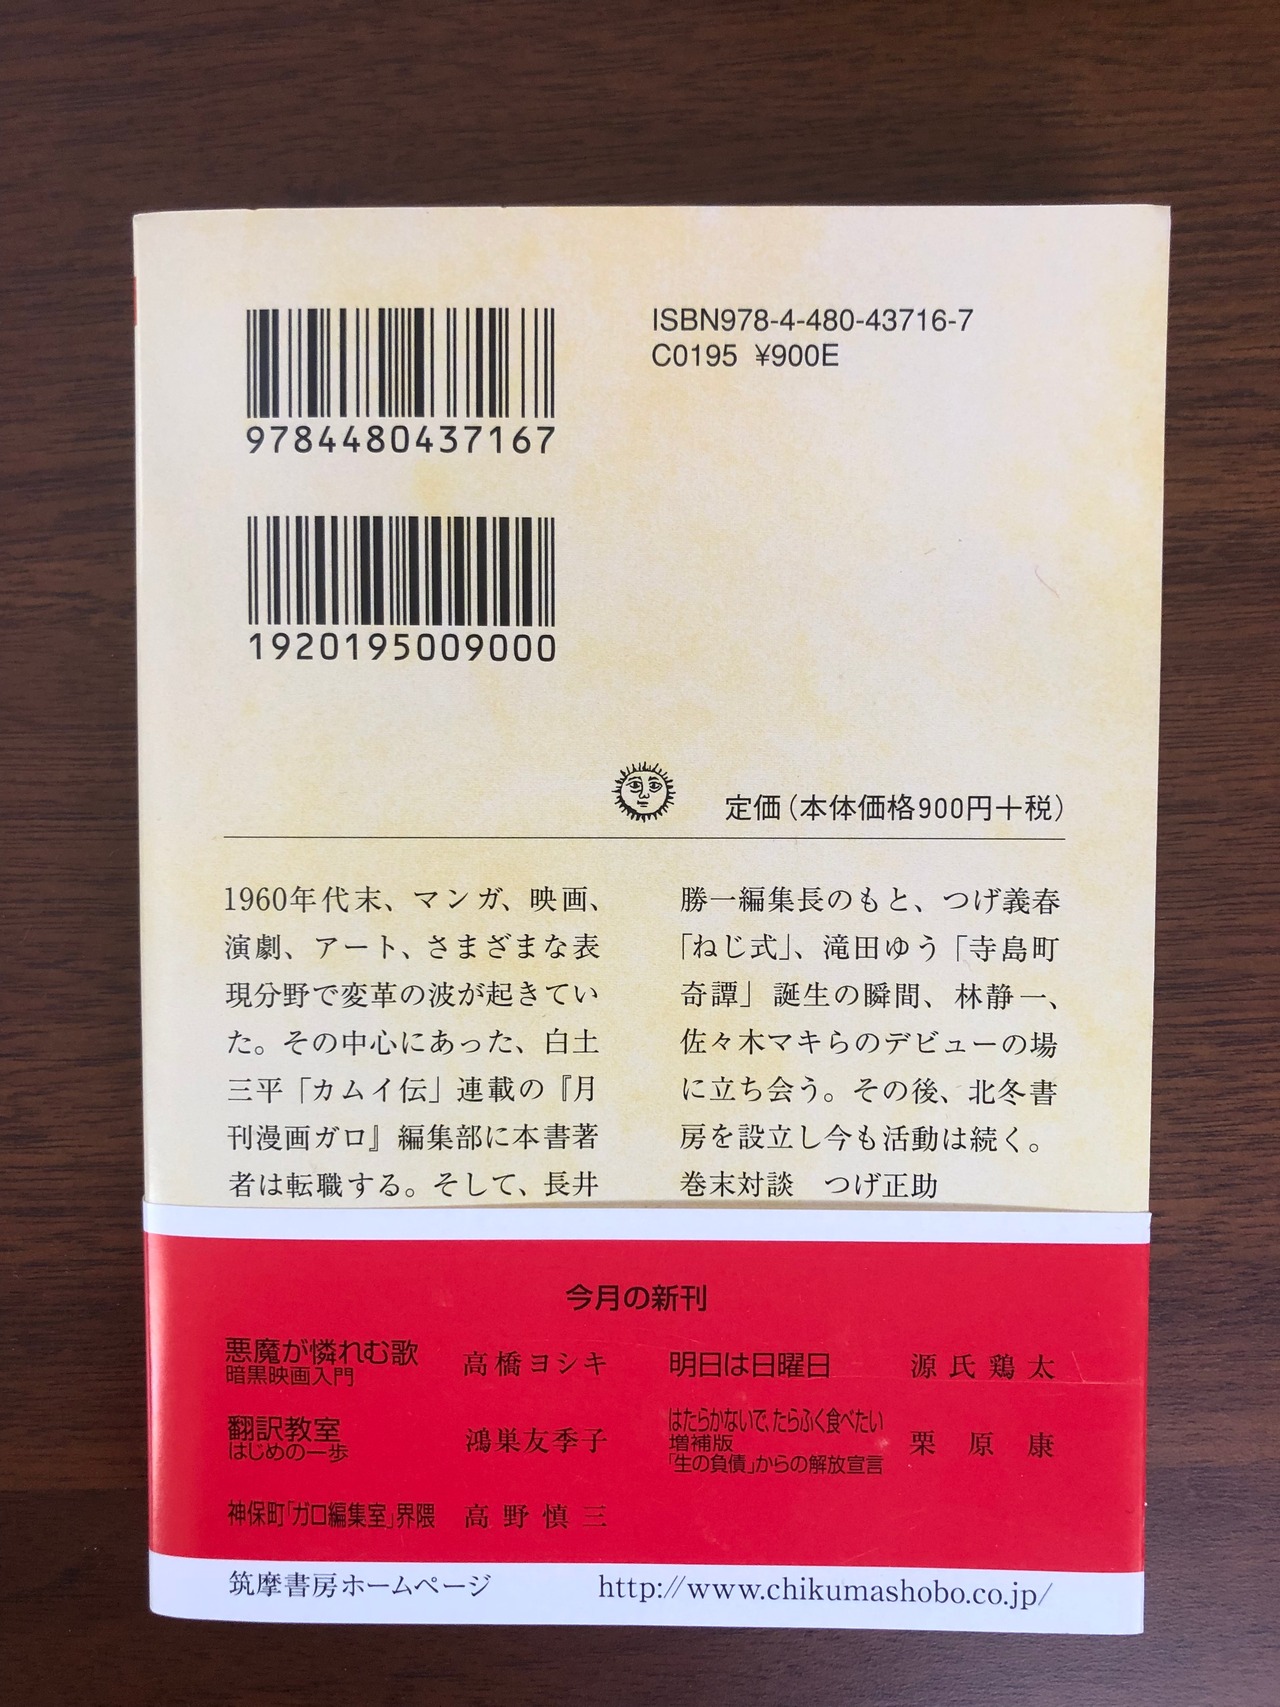 9784480437167
ISBN978-4-480-43716-7
C0195 ¥900E
1920195009000
定価（本体価格900円＋税）
1960年代末、マンガ、映画、
演劇、アート、さまざまな表
現分野で変革の波が起きてい
た。その中心にあった、白土
三平「カムイ伝」連載の『月
刊漫画ガロ』編集部に本書著
者は転職する。そして、長井
勝一編集長のもと、つげ義春
「ねじ式」、滝田ゆう「寺島町
奇譚」誕生の瞬間、林静一、
佐々木マキらのデビューの場
に立ち会う。その後、北冬書
房を設立し今も活動は続く。
巻末対談　つげ正助
今月の新刊
悪魔が憐れむ歌
暗黒映画入門
高橋ヨシキ
翻訳教室
はじめの一歩
鴻巣友季子
神保町「ガロ編集室」界隈
高野慎三
明日は日曜日
源氏鶏太
はたらかないで、たらふく食べたい
増補版
「生の負債」からの解放宣言
栗原康
筑摩書房ホームページ
http://www.chikumashobo.co.jp/